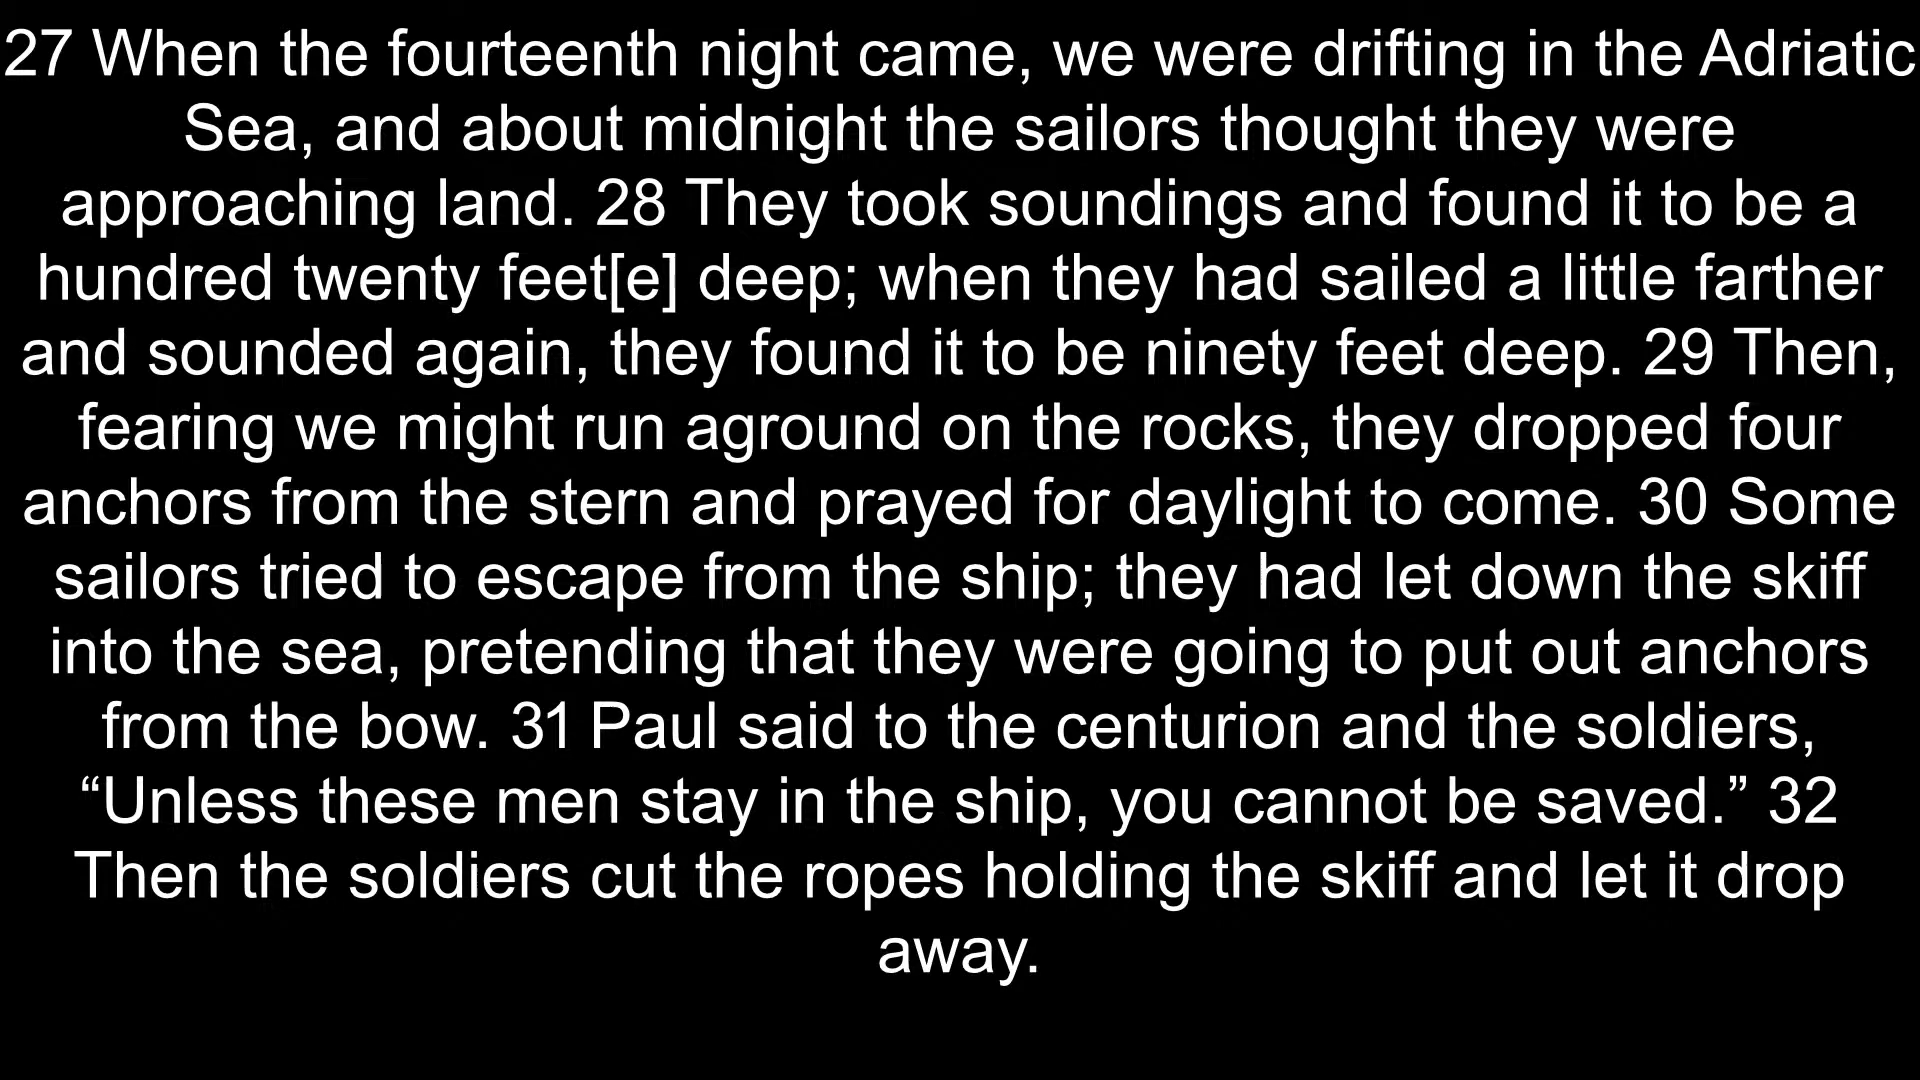 27 When the fourteenth night came, we were drifting in the Adriatic
Sea, and about midnight the sailors thought they were
approaching land. 28 They took soundings and found it to be a
hundred twenty feet[e] deep; when they had sailed a little farther
and sounded again, they found it to be ninety feet deep. 29 Then,
fearing we might run aground on the rocks, they dropped four
anchors from the stern and prayed for daylight to come. 30 Some
sailors tried to escape from the ship; they had let down the skiff
into the sea, pretending that they were going to put out anchors
from the bow. 31 Paul said to the centurion and the soldiers,
“Unless these men stay in the ship, you cannot be saved.” 32
Then the soldiers cut the ropes holding the skiff and let it drop
away.